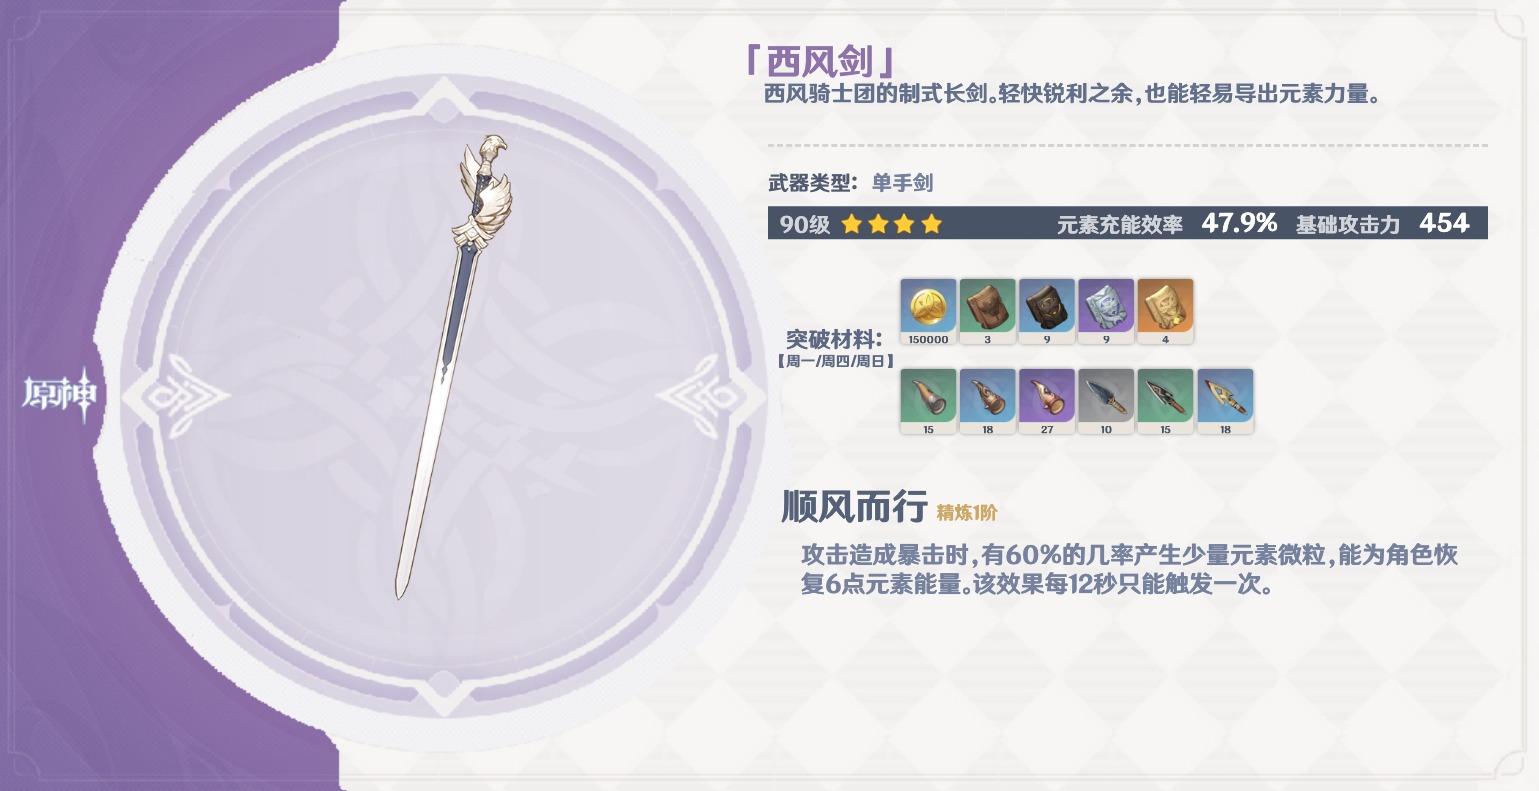 「西风剑」
西风骑士团的制式长剑。轻快锐利之余,也能轻易导出元素力量。
武器类型: 单手剑
90级 元素充能效率 47.9% 基础攻击力 454
150000 3 9 9 4
突破材料:
【周一/周四/周日】
原神
15 18 27 10 15 18
顺风而行 精炼1阶
攻击造成暴击时,有60%的几率产生少量元素微粒,能为角色恢
复6点元素能量。该效果每12秒只能触发一次。